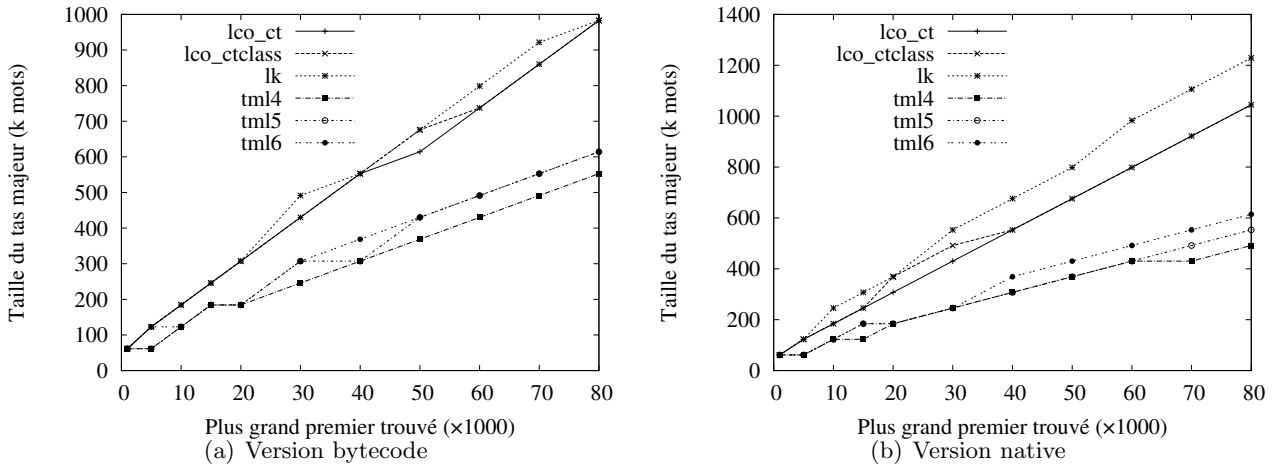 Taille du tas majeur (k mots)
1000
900
800
700
600
500
400
300
200
100
0
lco_ct
lco_ctclass
lk
tml4
tml5
tml6
0 10 20 30 40 50 60 70 80
Plus grand premier trouvé (×1000)
(a) Version bytecode
Taille du tas majeur (k mots)
1400
1200
1000
800
600
400
200
0
lco_ct
lco_ctclass
lk
tml4
tml5
tml6
0 10 20 30 40 50 60 70 80
Plus grand premier trouvé (×1000)
(b) Version native